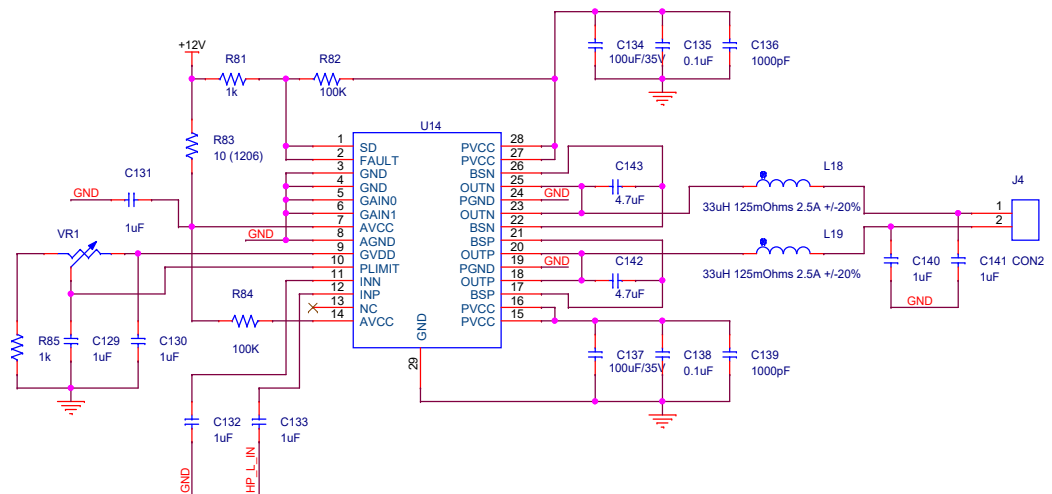 +12V
R81
1k
R82
100K
C134
100uF/35V
C135
0.1uF
C136
1000pF
R83
10 (1206)
U14
1 SD PVCC 28
2 FAULT PVCC 27
3 GND BSN 26
4 GND OUTN 25
5 GAIN0 PGND 24
6 GAIN1 OUTN 23
7 AVCC BSN 22
8 AGND BSP 21
9 GVDD OUTP 20
10 PLIMIT PGND 19
11 INN OUTP 18
12 INP BSP 17
13 NC PVCC 16
14 AVCC PVCC 15
GND
29
C131
GND
1uF
GND
VR1
R84
100K
R85
1k
C129
1uF
C130
1uF
C132
1uF
C133
1uF
GND
HP_L_IN
C143
4.7uF
GND
GND
C142
4.7uF
L18
33uH 125mOhms 2.5A +/-20%
L19
33uH 125mOhms 2.5A +/-20%
J4
1
2
CON2
C140
1uF
C141
1uF
GND
C137
100uF/35V
C138
0.1uF
C139
1000pF